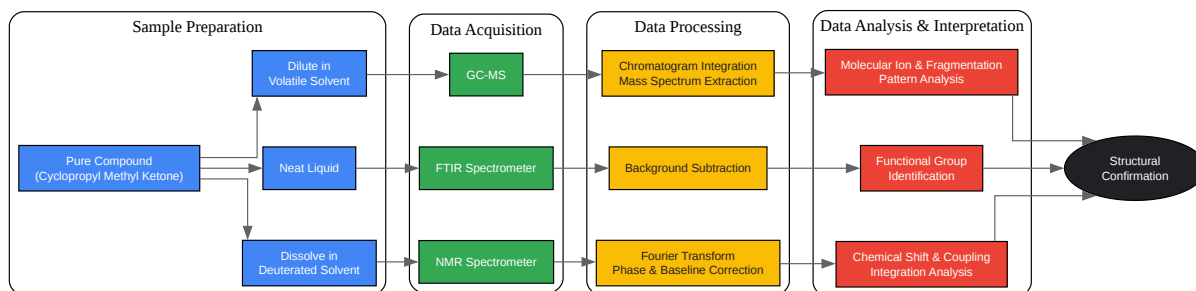 Sample Preparation
Data Acquisition
Data Processing
Data Analysis & Interpretation
Dilute in
Volatile Solvent
GC-MS
Chromatogram Integration
Mass Spectrum Extraction
Molecular Ion & Fragmentation
Pattern Analysis
Pure Compound
(Cyclopropyl Methyl Ketone)
Neat Liquid
FTIR Spectrometer
Background Subtraction
Functional Group
Identification
Structural
Confirmation
Dissolve in
Deuterated Solvent
NMR Spectrometer
Fourier Transform
Phase & Baseline Correction
Chemical Shift & Coupling
Integration Analysis